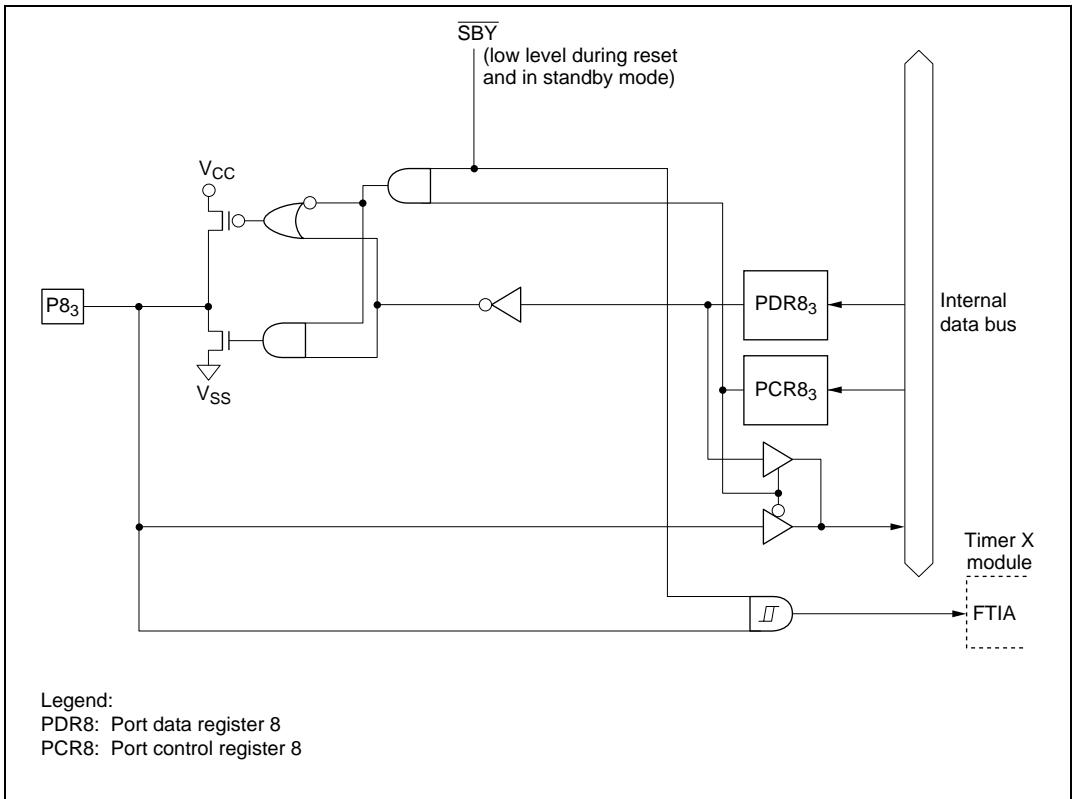 SBY
(low level during reset
and in standby mode)
VCC
P83
VSS
PDR83
PCR83
Internal
data bus
Timer X
module
FTIA
Legend:
PDR8: Port data register 8
PCR8: Port control register 8